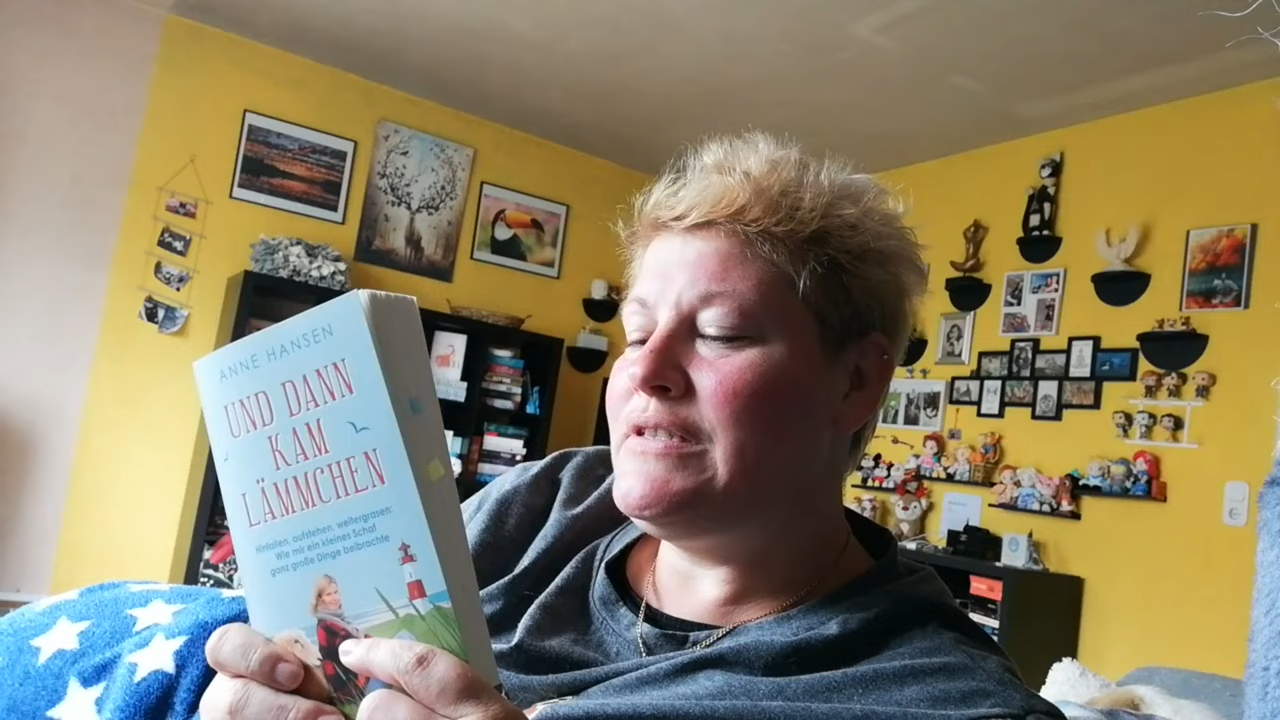 ANNE HANSEN
UND DANN
KAM
LÄMMCHEN
Hinfallen, aufstehen, weitergrasen:
Wie mir ein kleines Schaf
ganz große Dinge beibrachte